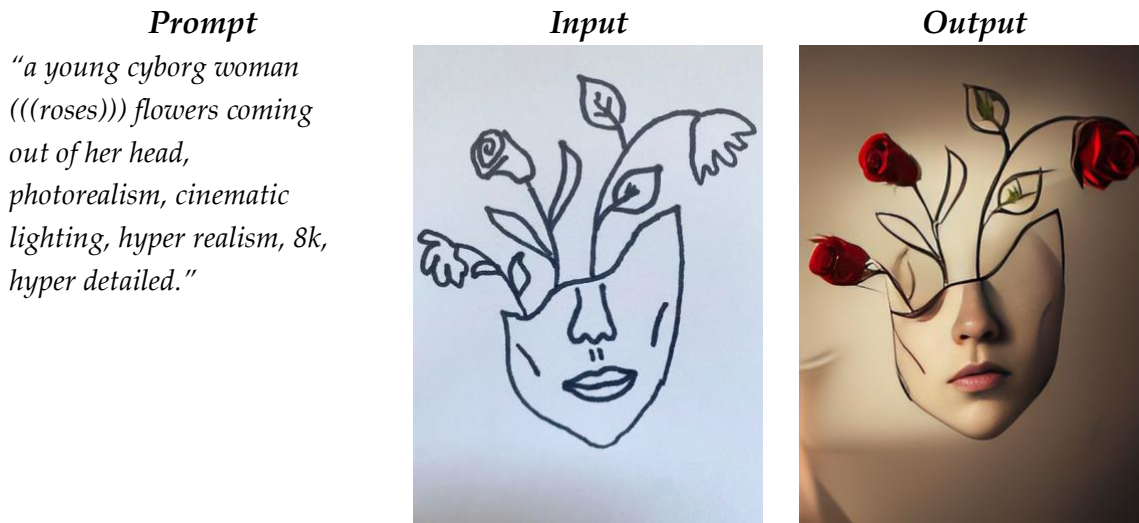 Prompt
Input
Output
“a young cyborg woman
(((roses))) flowers coming
out of her head,
photorealism, cinematic
lighting, hyper realism, 8k,
hyper detailed.”